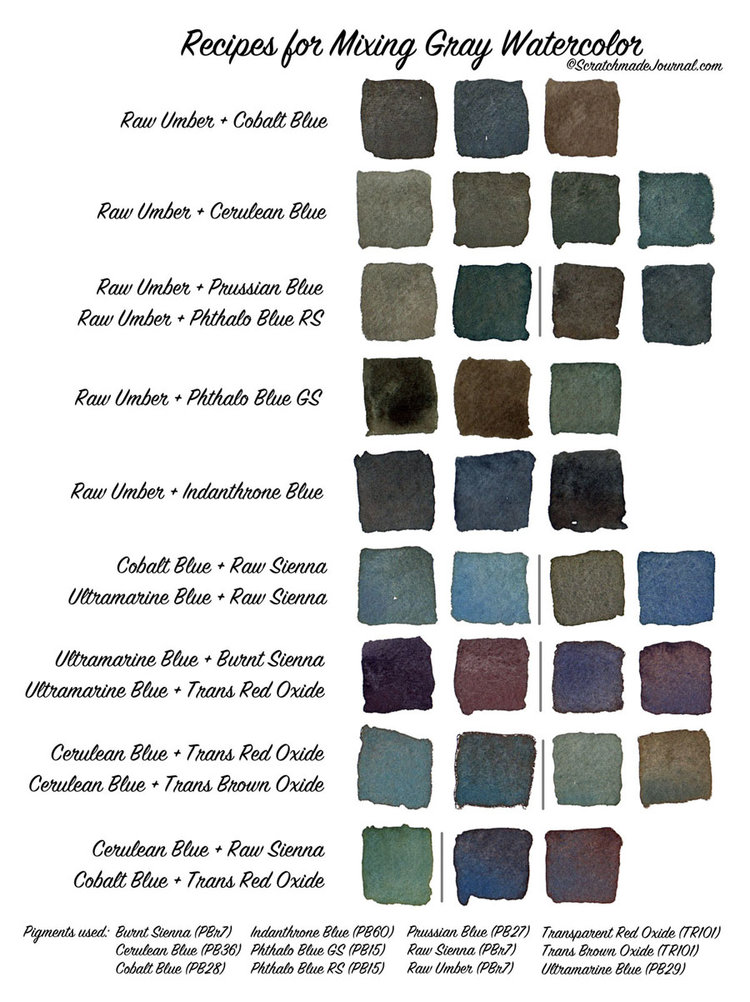 Recipes for Mixing Gray Watercolor
©ScratchmadeJournal.com
Raw Umber + Cobalt Blue
Raw Umber + Cerulean Blue
Raw Umber + Prussian Blue
Raw Umber + Phthalo Blue RS
Raw Umber + Phthalo Blue GS
Raw Umber + Indanthrone Blue
Cobalt Blue + Raw Sienna
Ultramarine Blue + Raw Sienna
Ultramarine Blue + Burnt Sienna
Ultramarine Blue + Trans Red Oxide
Cerulean Blue + Trans Red Oxide
Cerulean Blue + Trans Brown Oxide
Cerulean Blue + Raw Sienna
Cobalt Blue + Trans Red Oxide
Pigments used: Burnt Sienna (PBr7) Indanthrone Blue (PB60) Prussian Blue (PB27) Transparent Red Oxide (TR101)
Cerulean Blue (PB36) Phthalo Blue GS (PB15) Raw Sienna (PBr7) Trans Brown Oxide (TR101)
Cobalt Blue (PB28) Phthalo Blue RS (PB15) Raw Umber (PBr7) Ultramarine Blue (PB29)